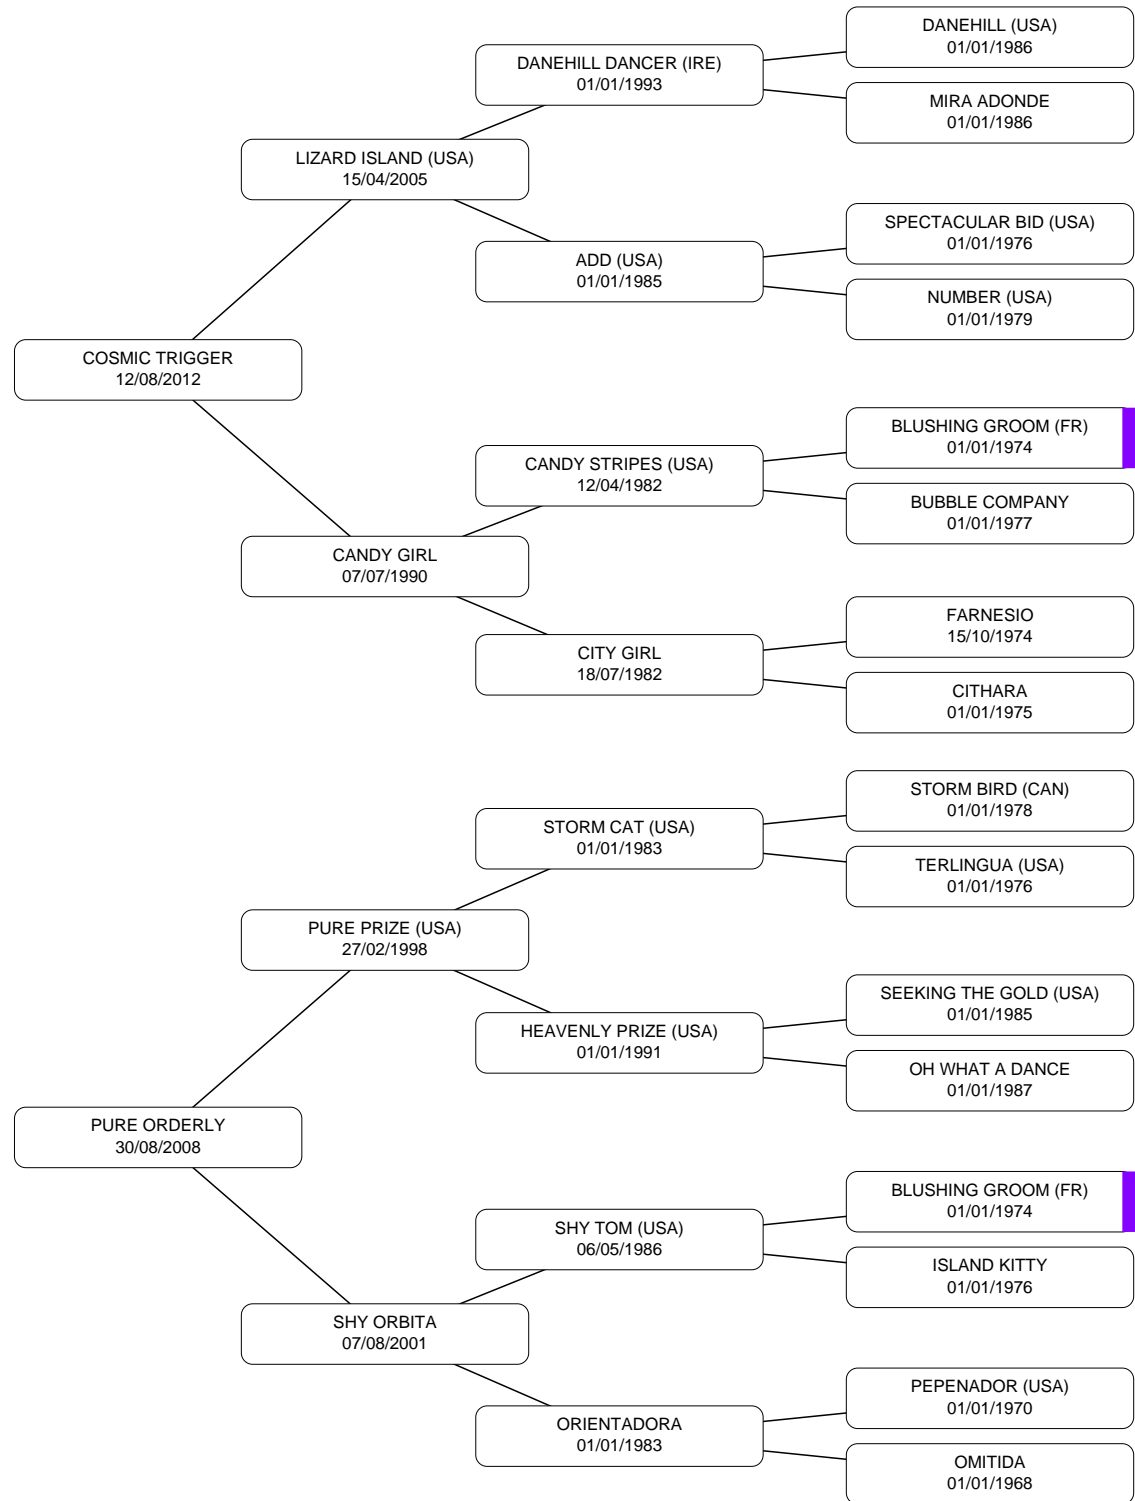 DANEHILL (USA)
01/01/1986
DANEHILL DANCER (IRE)
01/01/1993
MIRA ADONDE
01/01/1986
LIZARD ISLAND (USA)
15/04/2005
SPECTACULAR BID (USA)
01/01/1976
ADD (USA)
01/01/1985
NUMBER (USA)
01/01/1979
COSMIC TRIGGER
12/08/2012
BLUSHING GROOM (FR)
01/01/1974
CANDY STRIPES (USA)
12/04/1982
BUBBLE COMPANY
01/01/1977
CANDY GIRL
07/07/1990
FARNESIO
15/10/1974
CITY GIRL
18/07/1982
CITHARA
01/01/1975
STORM BIRD (CAN)
01/01/1978
STORM CAT (USA)
01/01/1983
TERLINGUA (USA)
01/01/1976
PURE PRIZE (USA)
27/02/1998
SEEKING THE GOLD (USA)
01/01/1985
HEAVENLY PRIZE (USA)
01/01/1991
OH WHAT A DANCE
01/01/1987
PURE ORDERLY
30/08/2008
BLUSHING GROOM (FR)
01/01/1974
SHY TOM (USA)
06/05/1986
ISLAND KITTY
01/01/1976
SHY ORBITA
07/08/2001
PEPENADOR (USA)
01/01/1970
ORIENTADORA
01/01/1983
OMITIDA
01/01/1968